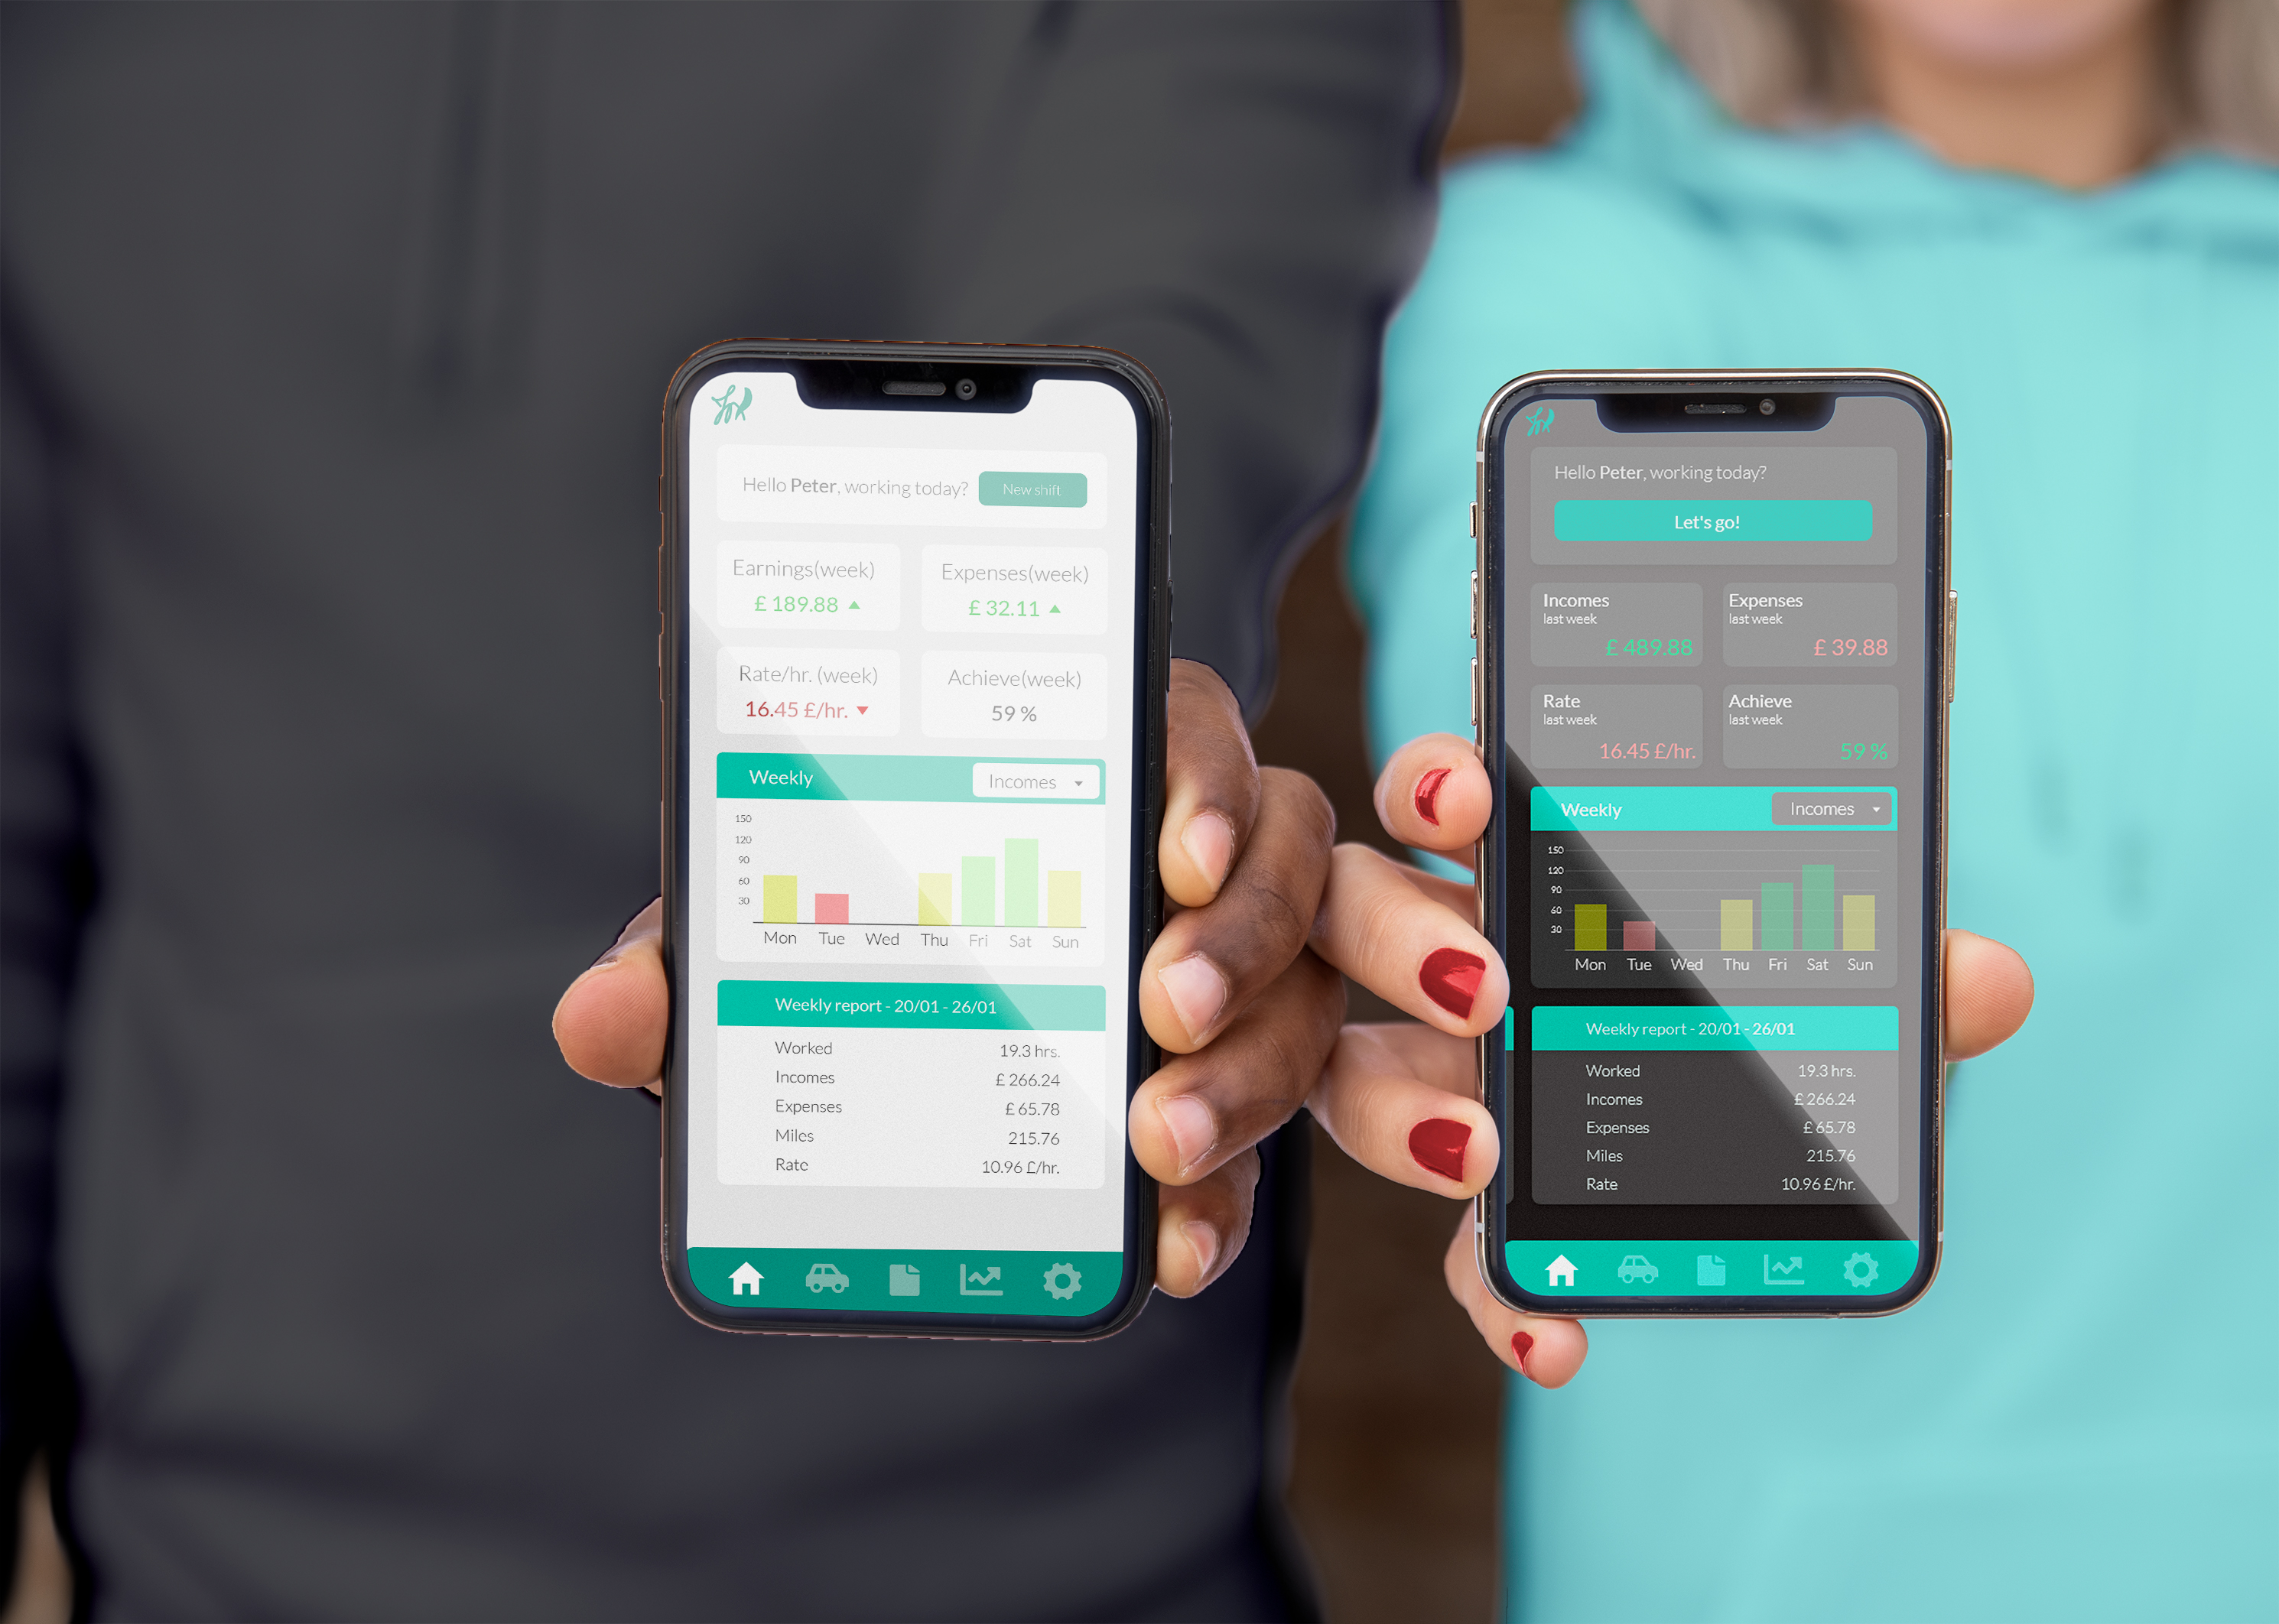 Hello Peter, working today? New shift
Earnings(week)
£ 189.88
Expenses(week)
£ 32.11
Rate/hr. (week)
16.45 £/hr.
Achieve(week)
59 %
Weekly Incomes
150
120
90
60
30
Mon Tue Wed Thu Fri Sat Sun
Weekly report - 20/01 - 26/01
Worked 19.3 hrs.
Incomes £ 266.24
Expenses £ 65.78
Miles 215.76
Rate 10.96 £/hr.
Hello Peter, working today?
Let's go!
Incomes
last week
£ 489.88
Expenses
last week
£ 39.88
Rate
last week
16.45 £/hr.
Achieve
last week
59 %
Weekly Incomes
150
120
90
60
30
Mon Tue Wed Thu Fri Sat Sun
Weekly report - 20/01 - 26/01
Worked 19.3 hrs.
Incomes £ 266.24
Expenses £ 65.78
Miles 215.76
Rate 10.96 £/hr.